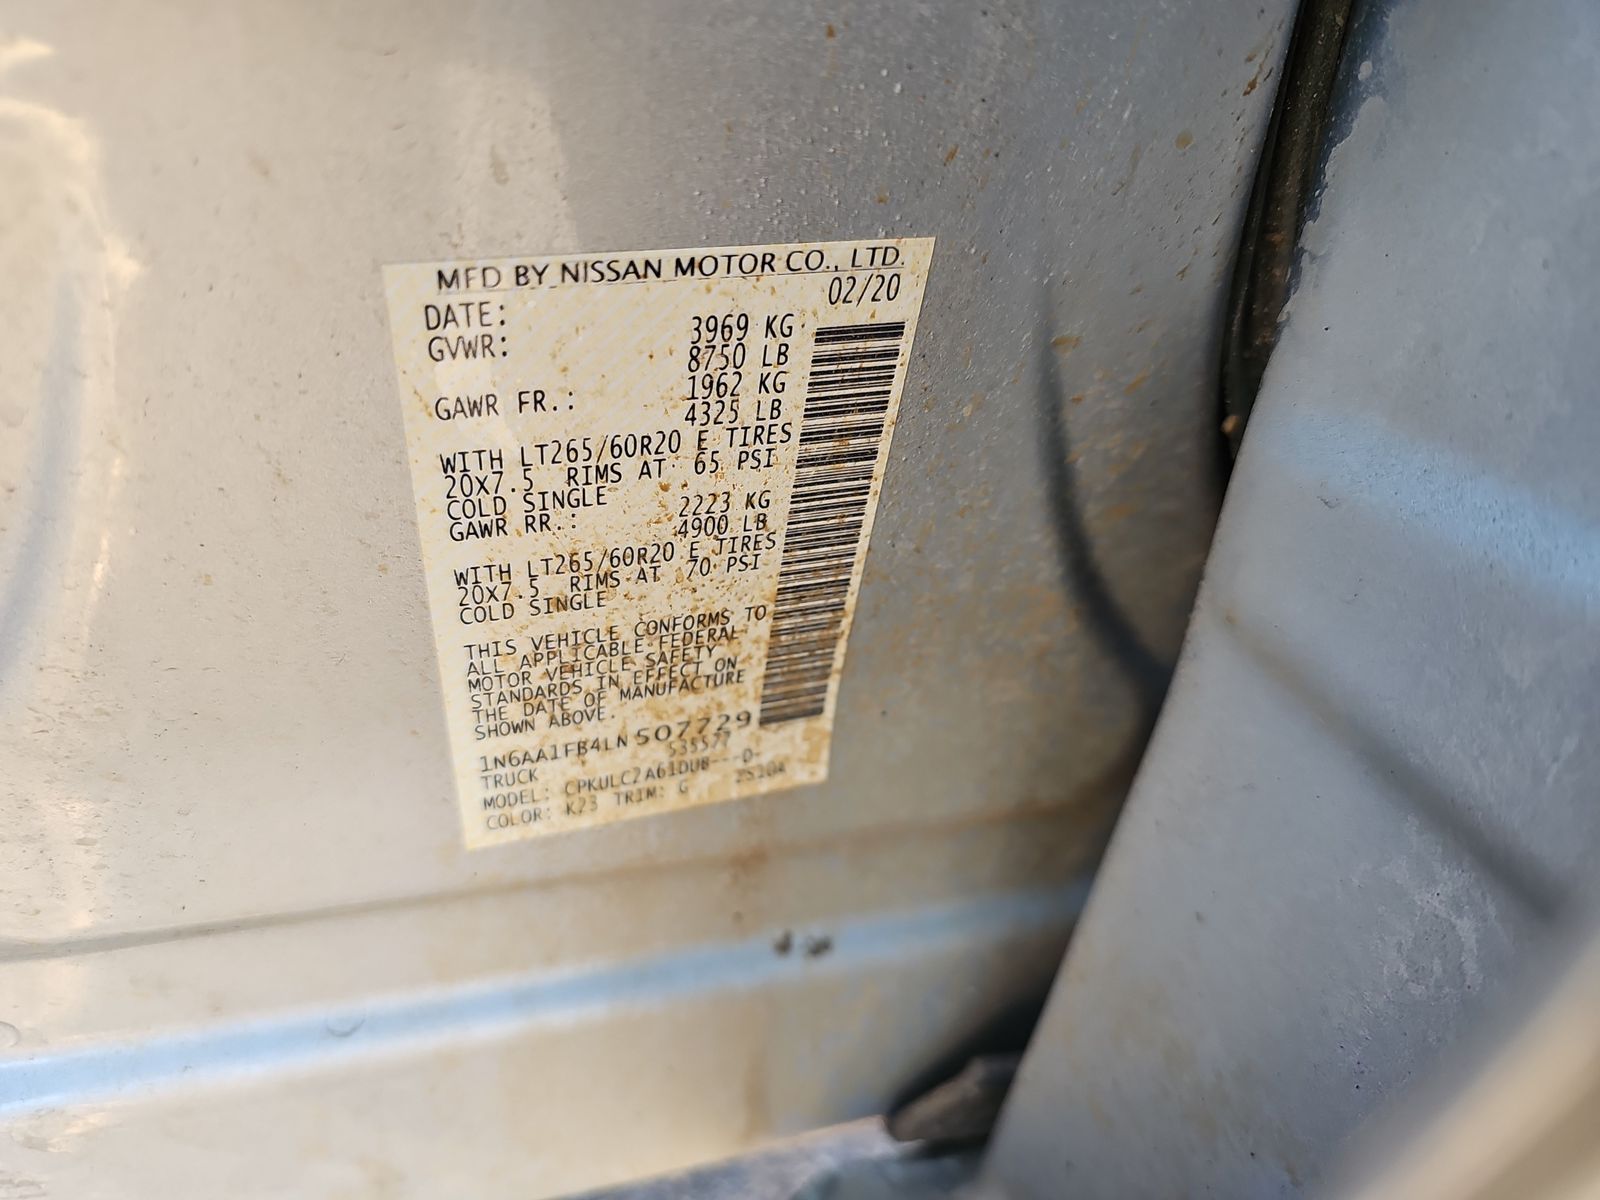 MFD BY NISSAN MOTOR CO., LTD.
DATE: 02/20
GVWR: 3969 KG
8750 LB
GAWR FR.: 1962 KG
4325 LB
WITH LT265/60R20 E TIRES
20X7.5 RIMS AT 65 PSI
COLD SINGLE
GAWR RR.: 2223 KG
4900 LB
WITH LT265/60R20 E TIRES
20X7.5 RIMS AT 70 PSI
COLD SINGLE
THIS VEHICLE CONFORMS TO
ALL APPLICABLE FEDERAL
MOTOR VEHICLE SAFETY
STANDARDS IN EFFECT ON
THE DATE OF MANUFACTURE
SHOWN ABOVE.
1N6AA1FB4LN507729
TRUCK 535577
MODEL: CPKULC2A61DUB---D-
COLOR: K23 TRIM: G